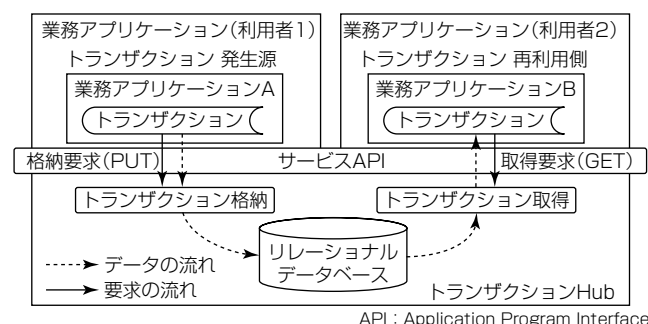 業務アプリケーション(利用者1)
トランザクション 発生源
業務アプリケーションA
トランザクション
業務アプリケーション(利用者2)
トランザクション 再利用側
業務アプリケーションB
トランザクション
格納要求(PUT)
サービスAPI
取得要求(GET)
トランザクション格納
トランザクション取得
リレーショナル
データベース
データの流れ
要求の流れ
トランザクションHub
API : Application Program Interface